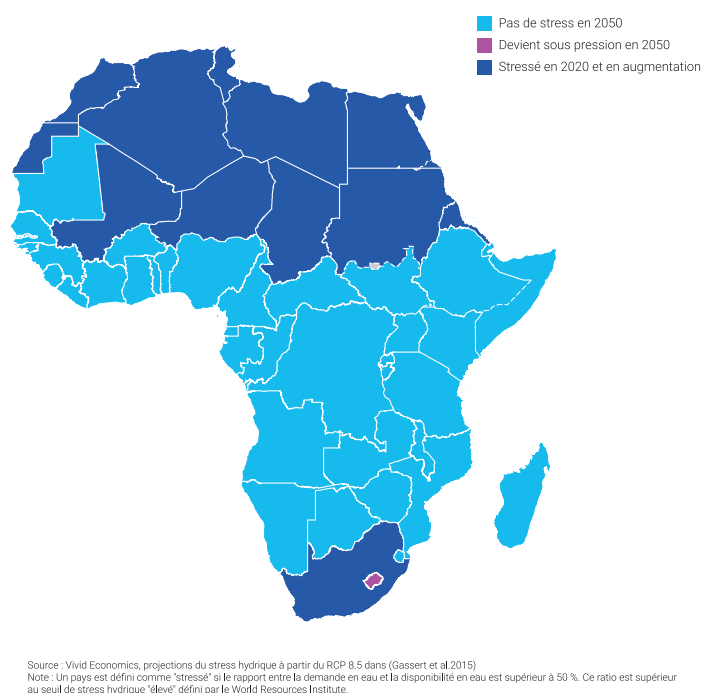 Pas de stress en 2050
Devient sous pression en 2050
Stressé en 2020 et en augmentation
Source : Vivid Economics, projections du stress hydrique à partir du RCP 8.5 dans (Gassert et al.2015)
Note : Un pays est défini comme "stressé" si le rapport entre la demande en eau et la disponibilité en eau est supérieur à 50 %. Ce ratio est supérieur
au seuil de stress hydrique "élevé" défini par le World Resources Institute.